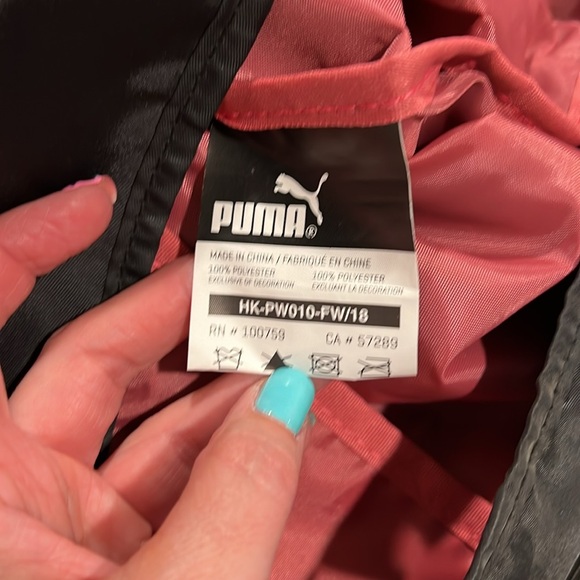 PUMA®
MADE IN CHINA / FABRIQUÉ EN CHINE
100% POLYESTER 100% POLYESTER
EXCLUSIVE OF DECORATION EXCLUANT LA DECORATION
HK-PW010-FW/18
RN # 100759 CA # 57289